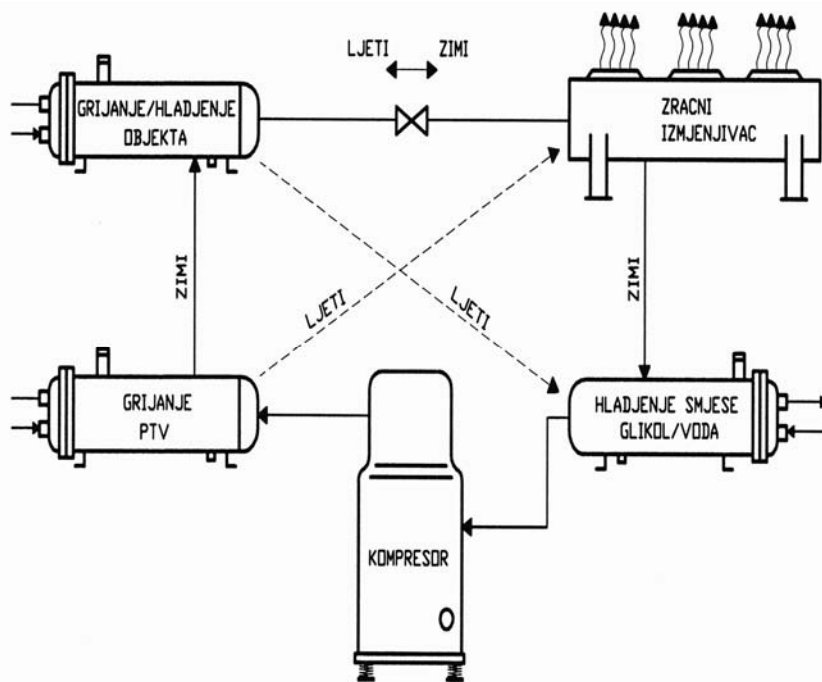 LJETI ZIMI
GRIJANJE/HLADJENJE
OBJEKTA
ZRACNI
IZMJENJIVAC
ZIMI
LJETI
LJETI
ZIMI
GRIJANJE
PTV
HLADJENJE SMJESE
GLIKOL/VODA
KOMPRESOR